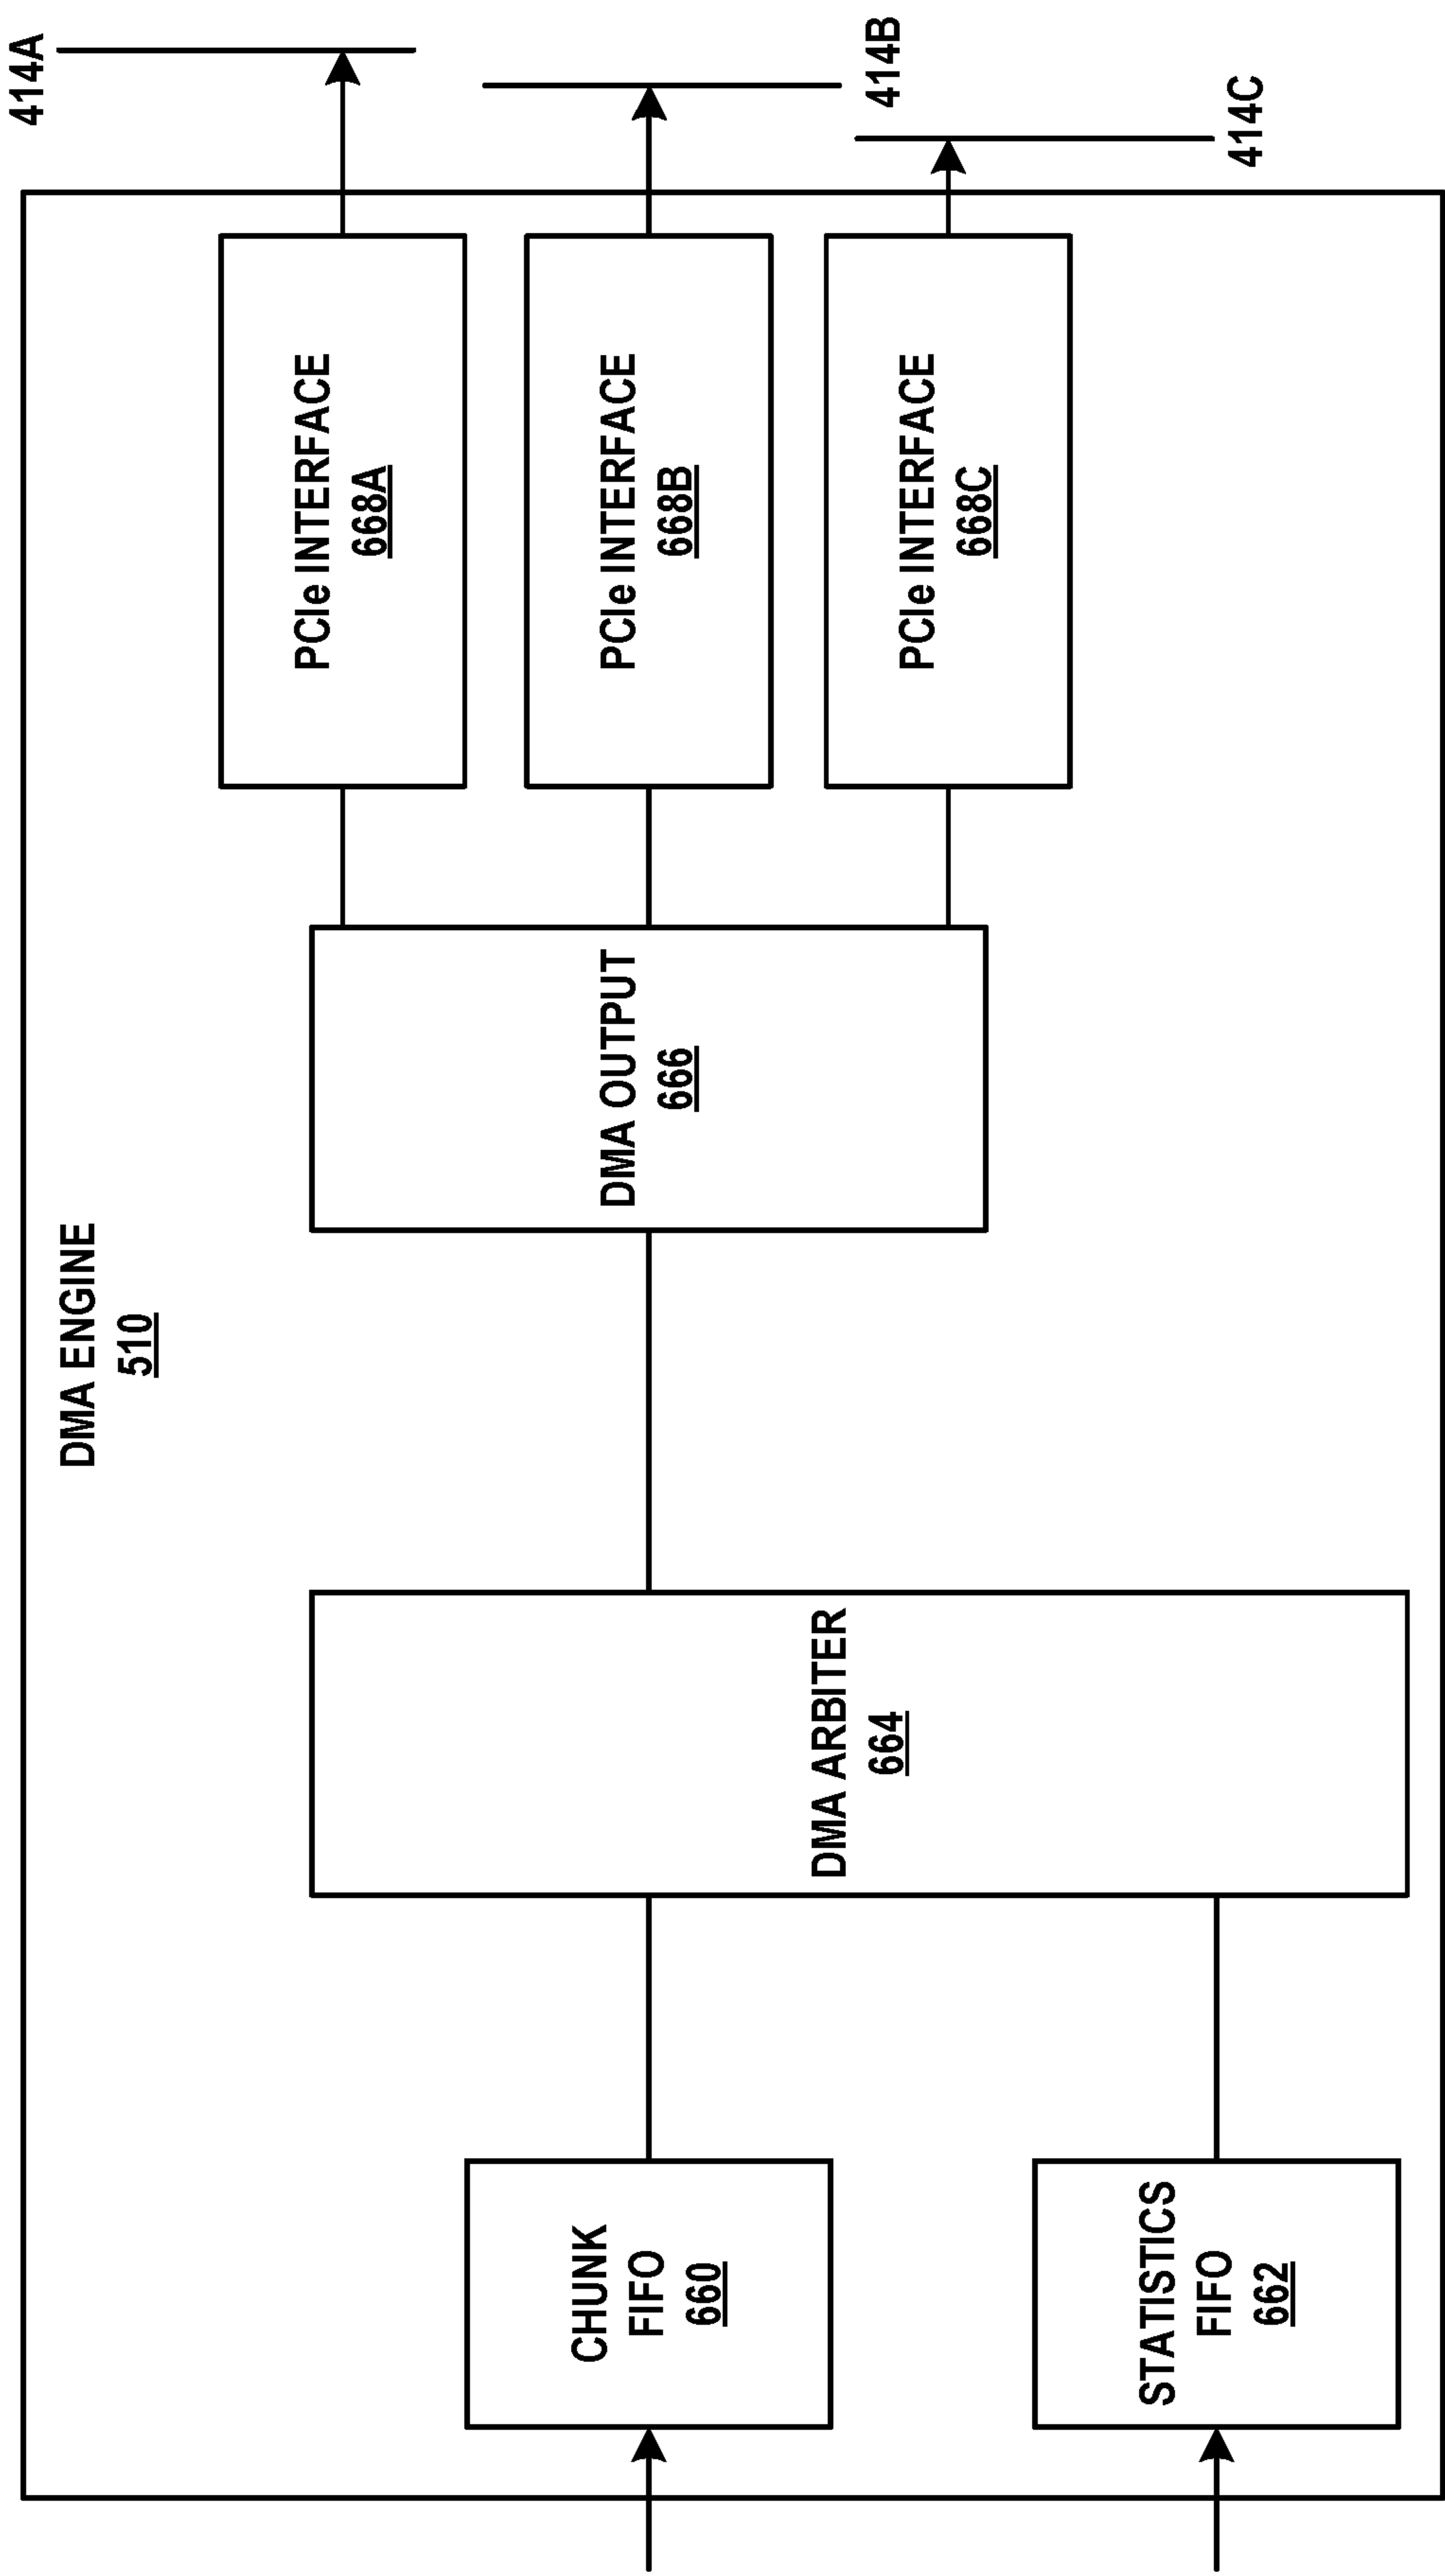 DMA ENGINE
510
CHUNK
FIFO
660
STATISTICS
FIFO
662
DMA ARBITER
664
DMA OUTPUT
666
PCIe INTERFACE
668A
PCIe INTERFACE
668B
PCIe INTERFACE
668C
414A
414B
414C